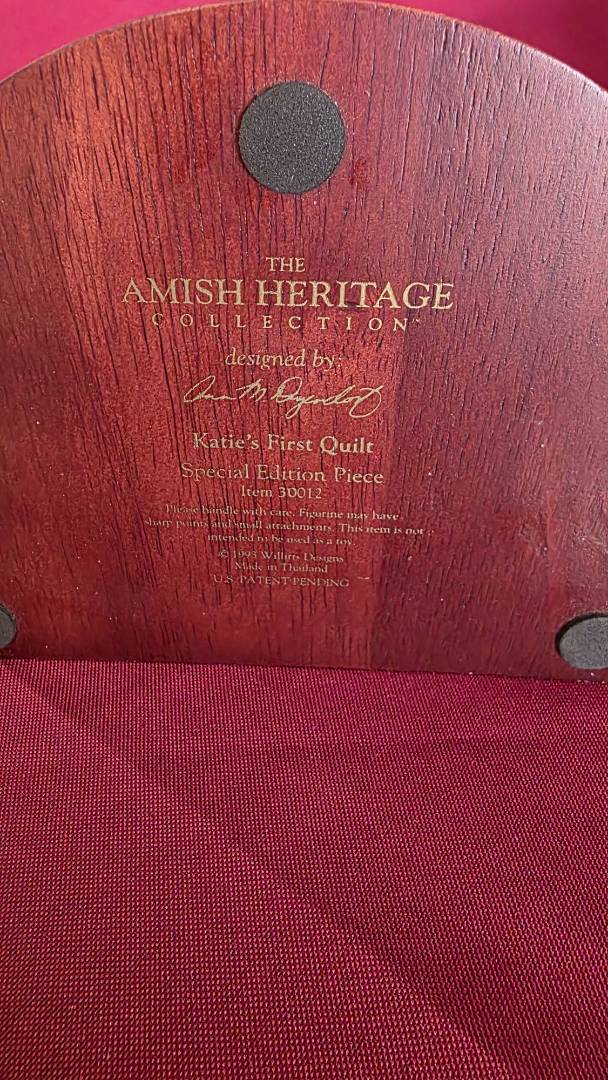 THE
AMISH HERITAGE
COLLECTION™
designed by:
Katie's First Quilt
Special Edition Piece
Item 30012
Please handle with care. Figurine may have
sharp points and small attachments. This item is not
intended to be used as a toy.
© 1993 Willitts Designs
Made in Thailand
U.S. PATENT PENDING